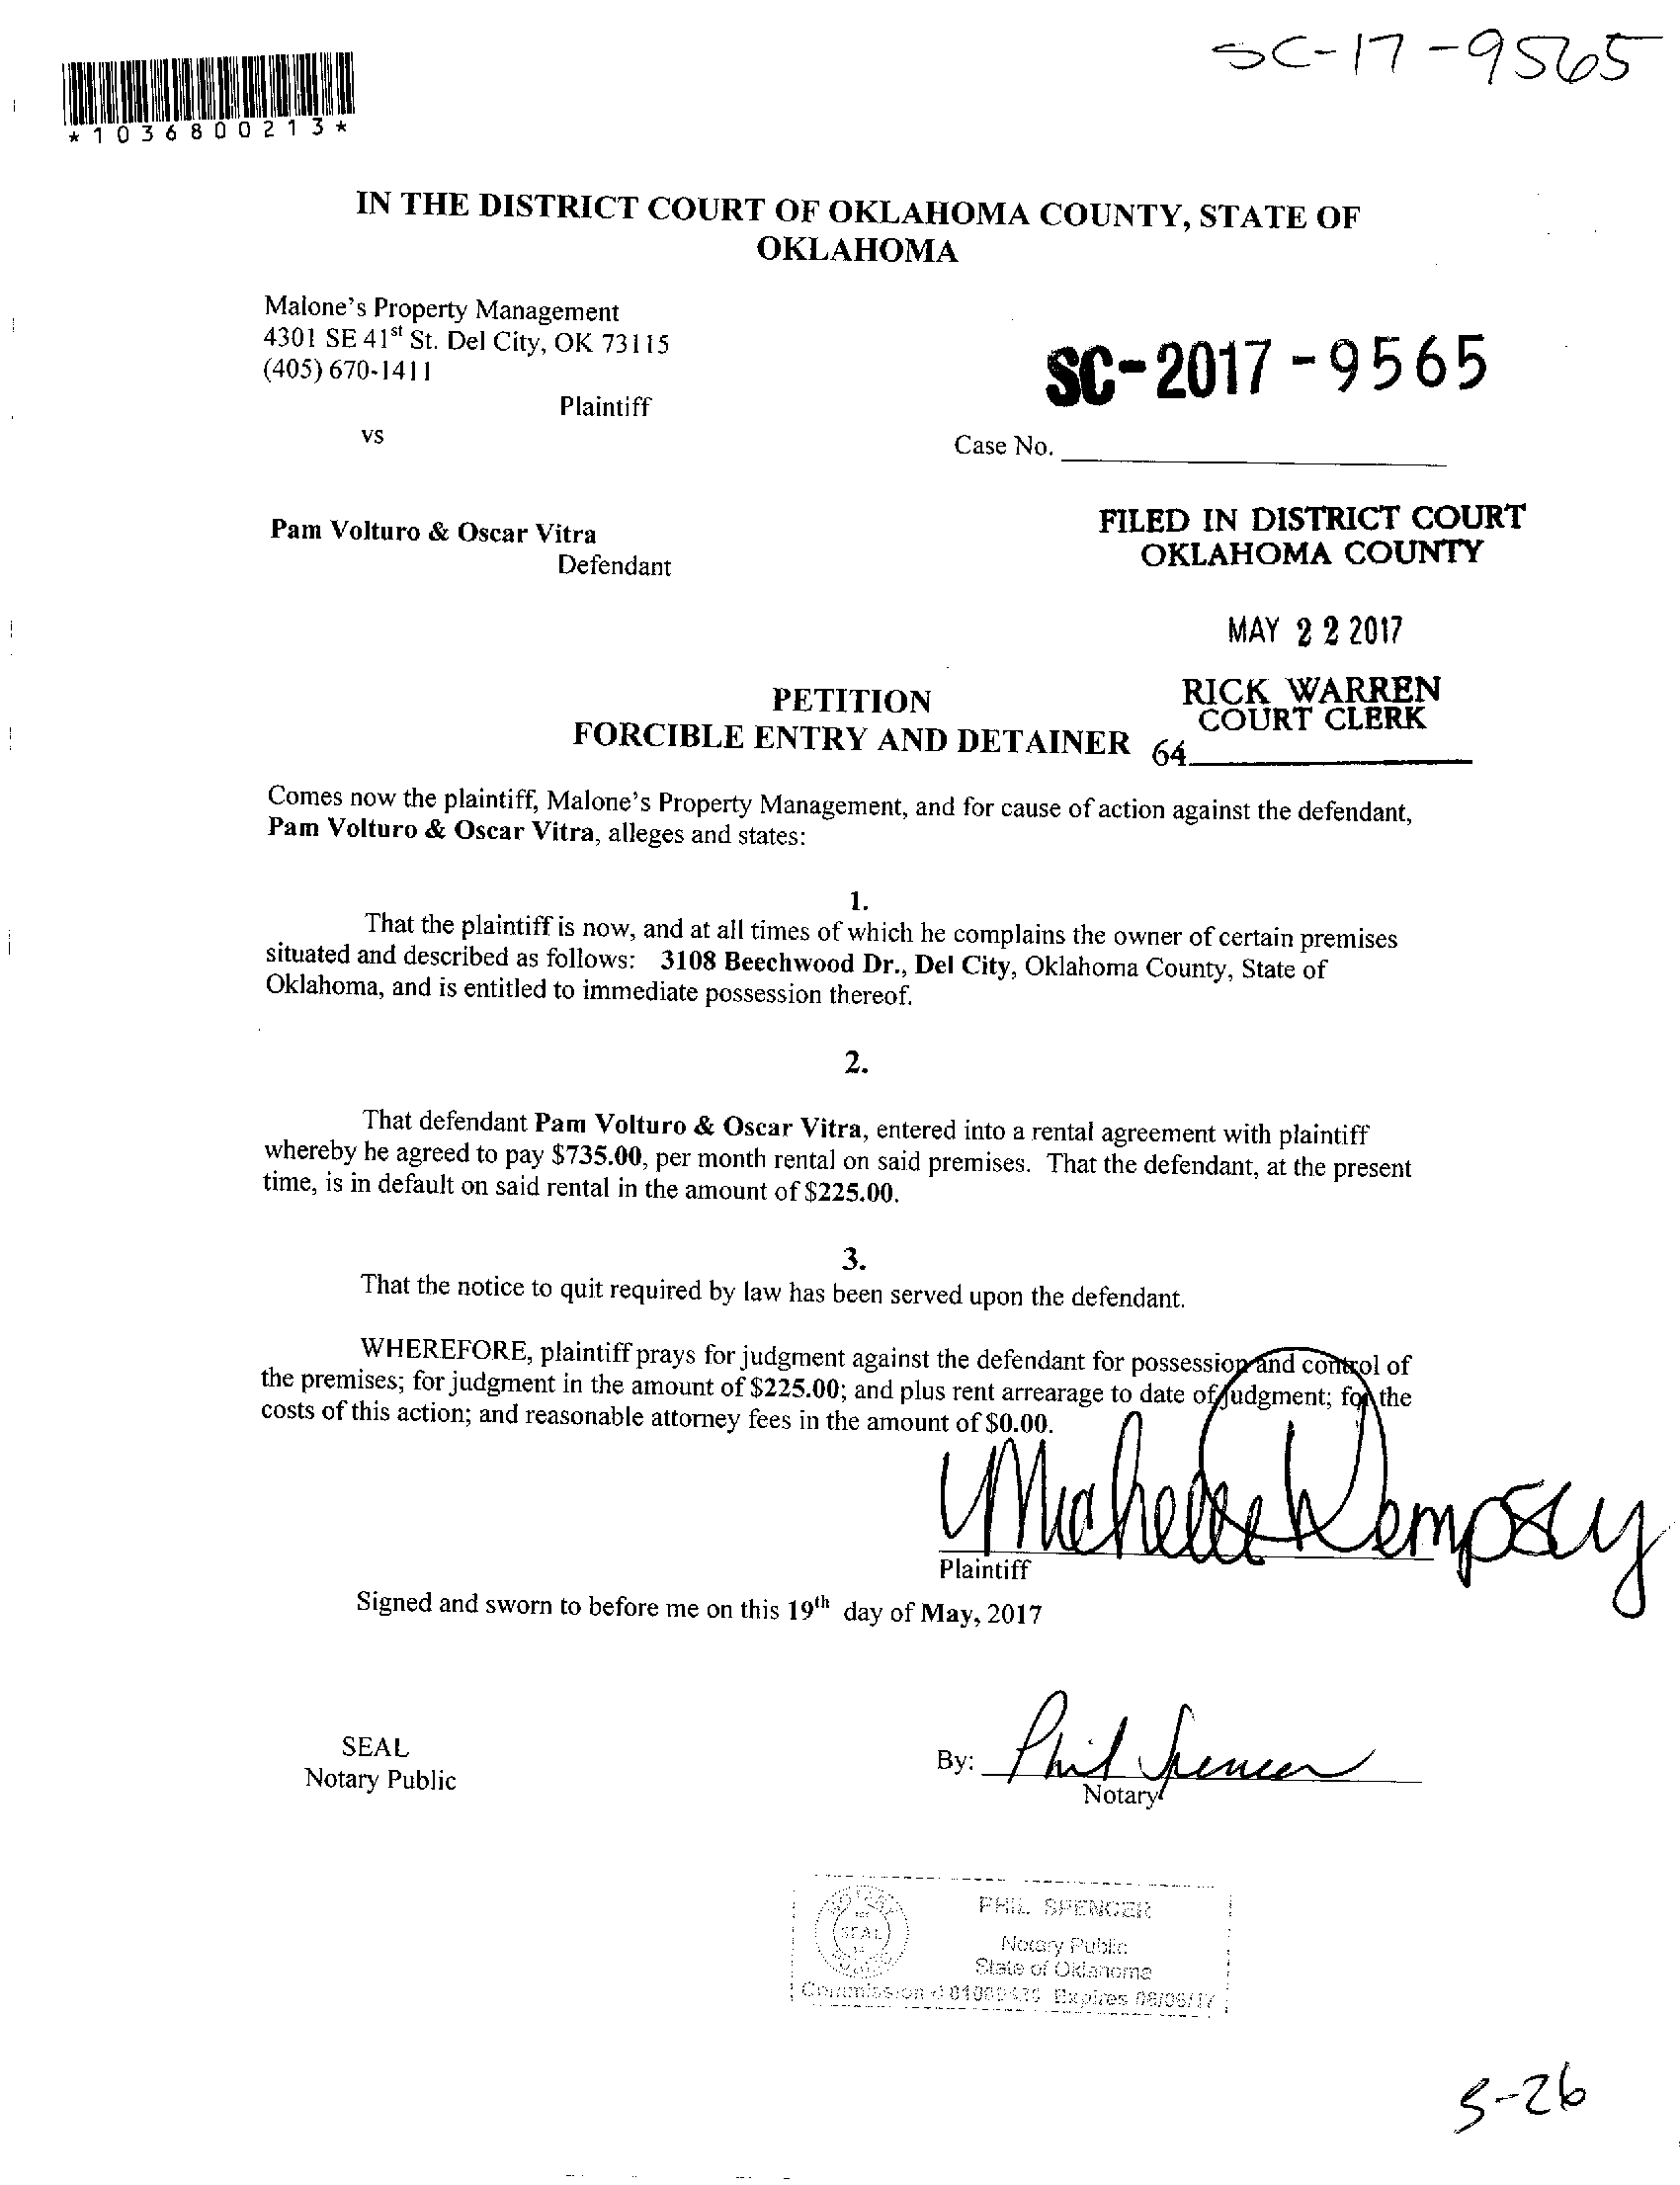 SC-17-9565
*1036800213*
IN THE DISTRICT COURT OF OKLAHOMA COUNTY, STATE OF
OKLAHOMA
Malone's Property Management
4301 SE 41st St. Del City, OK 73115
(405) 670-1411
SC-2017-9565
Plaintiff
vs
Case No.
Pam Volturo & Oscar Vitra
Defendant
FILED IN DISTRICT COURT
OKLAHOMA COUNTY
MAY 22 2017
RICK WARREN
COURT CLERK
64
PETITION
FORCIBLE ENTRY AND DETAINER
Comes now the plaintiff, Malone's Property Management, and for cause of action against the defendant,
Pam Volturo & Oscar Vitra, alleges and states:
1.
That the plaintiff is now, and at all times of which he complains the owner of certain premises
situated and described as follows: 3108 Beechwood Dr., Del City, Oklahoma County, State of
Oklahoma, and is entitled to immediate possession thereof.
2.
That defendant Pam Volturo & Oscar Vitra, entered into a rental agreement with plaintiff
whereby he agreed to pay $735.00, per month rental on said premises. That the defendant, at the present
time, is in default on said rental in the amount of $225.00.
3.
That the notice to quit required by law has been served upon the defendant.
WHEREFORE, plaintiff prays for judgment against the defendant for possession and control of
the premises; for judgment in the amount of $225.00; and plus rent arrearage to date of judgment; for the
costs of this action; and reasonable attorney fees in the amount of $0.00.
Michelle Dempsey
Plaintiff
Signed and sworn to before me on this 19th day of May, 2017
SEAL
Notary Public
By: Phil Spencer
Notary
PHIL SPENCER
Notary Public
State of Oklahoma
SEAL
Commission # Expires 08/06/17
5-26